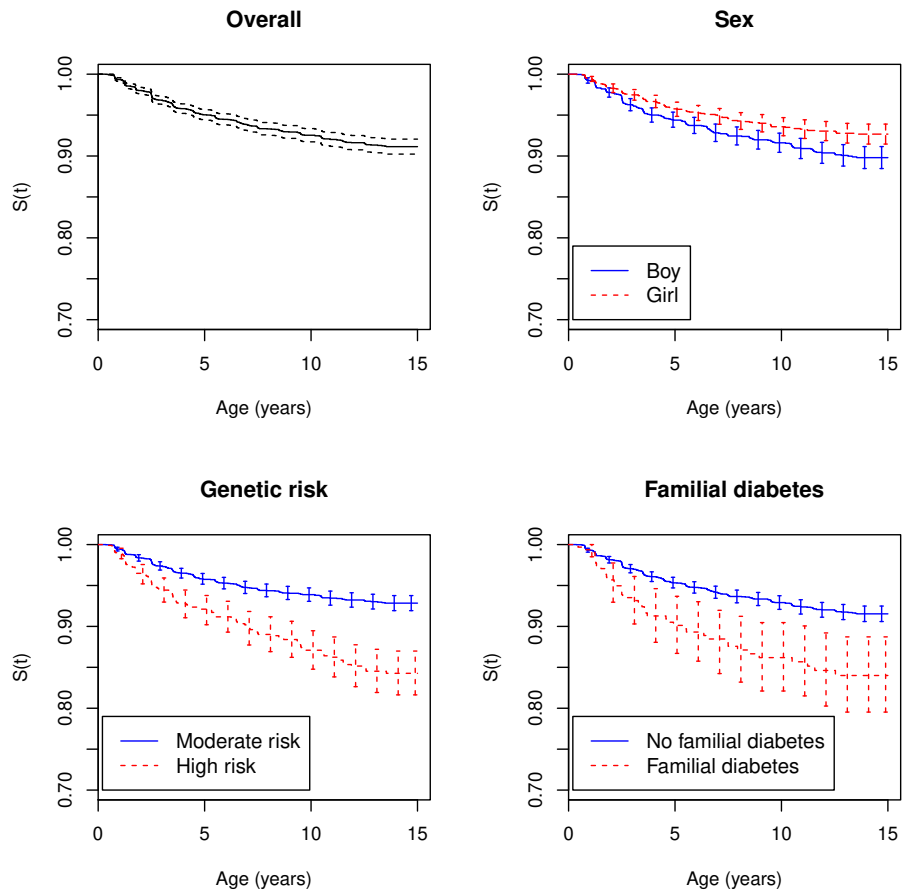 Overall
S(t)
1.00
0.90
0.80
0.70
0
5
10
15
Age (years)
Sex
S(t)
1.00
0.90
0.80
0.70
Boy
Girl
0
5
10
15
Age (years)
Genetic risk
S(t)
1.00
0.90
0.80
0.70
Moderate risk
High risk
0
5
10
15
Age (years)
Familial diabetes
S(t)
1.00
0.90
0.80
0.70
No familial diabetes
Familial diabetes
0
5
10
15
Age (years)